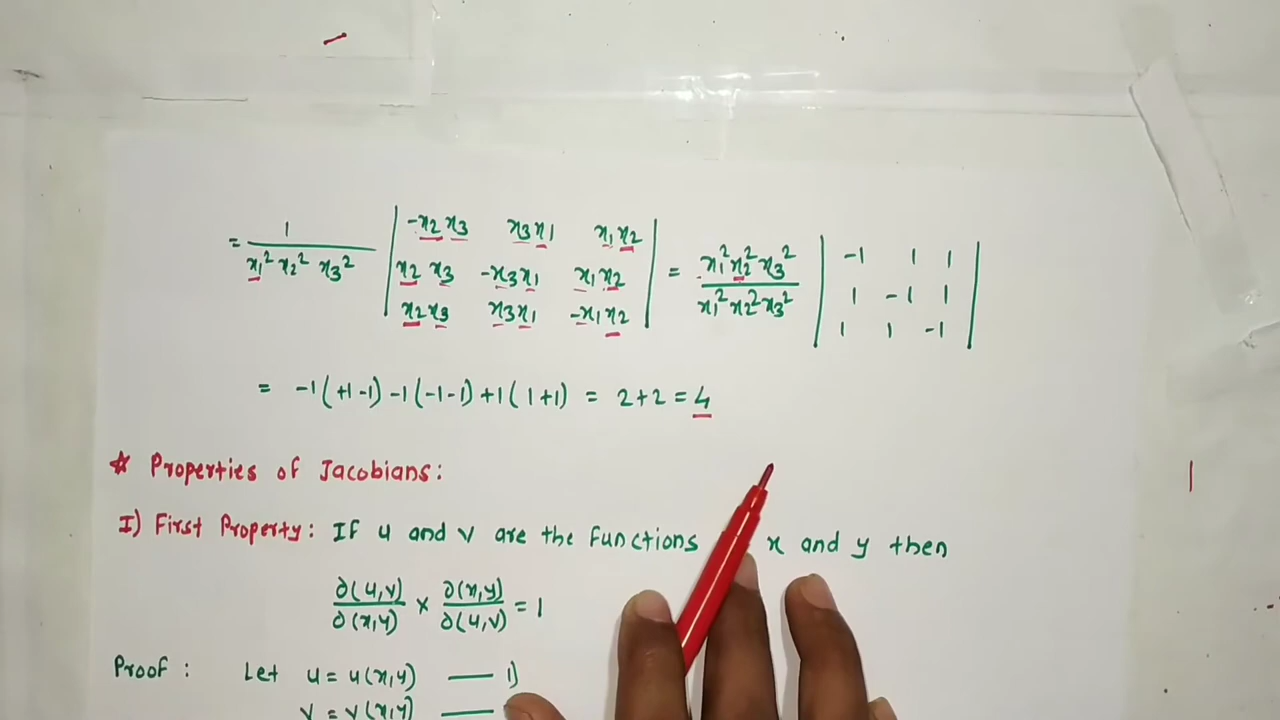 = 1/(x₁² x₂² x₃²) | -x₂x₃ x₃x₁ x₁x₂ | = x₁²x₂²x₃²/(x₁²x₂²x₃²) | -1 1 1 |
| x₂x₃ -x₃x₁ x₁x₂ | | 1 -1 1 |
| x₂x₃ x₃x₁ -x₁x₂ | | 1 1 -1 |
= -1(+1-1) -1(-1-1) +1(1+1) = 2+2 = 4
* Properties of Jacobians:
I) First Property: If u and v are the functions x and y then
∂(u,v)/∂(x,y) × ∂(x,y)/∂(u,v) = 1
Proof : Let u = u(x,y) — 1)
v = v(x,y) —